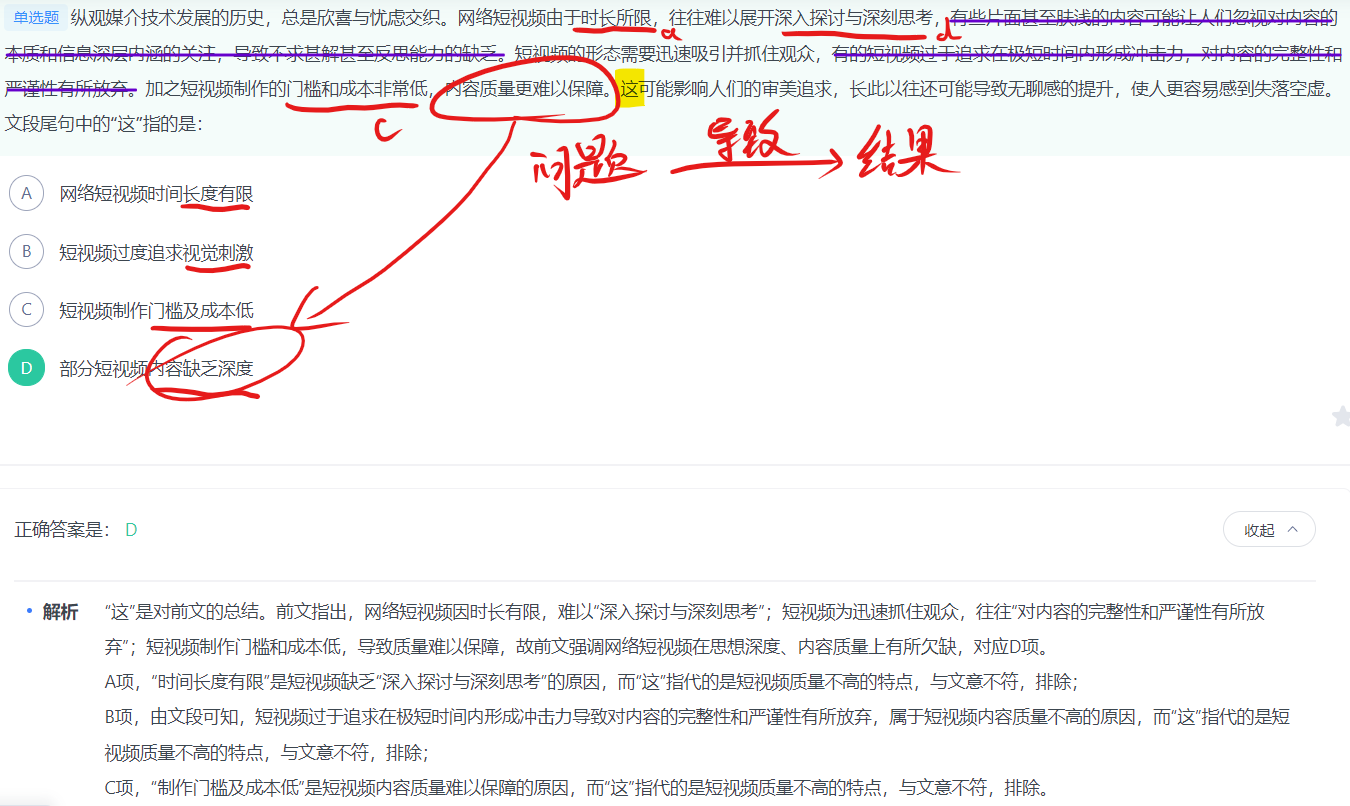 单选题 纵观媒介技术发展的历史，总是欣喜与忧虑交织。网络短视频由于时长所限，往往难以展开深入探讨与深刻思考，有些片面甚至肤浅的内容可能让人们忽视对内容的
a d
本质和信息深层内涵的关注，导致不求甚解甚至反思能力的缺乏。短视频的形态需要迅速吸引并抓住观众，有的短视频过于追求在极短时间内形成冲击力，对内容的完整性和
严谨性有所放弃。加之短视频制作的门槛和成本非常低，内容质量更难以保障。这可能影响人们的审美追求，长此以往还可能导致无聊感的提升，使人更容易感到失落空虚。
文段尾句中的“这”指的是：
c
问题 导致 结果
A 网络短视频时间长度有限
B 短视频过度追求视觉刺激
C 短视频制作门槛及成本低
D 部分短视频内容缺乏深度
正确答案是： D
收起
解析 “这”是对前文的总结。前文指出，网络短视频因时长有限，难以“深入探讨与深刻思考”；短视频为迅速抓住观众，往往“对内容的完整性和严谨性有所放
弃”；短视频制作门槛和成本低，导致质量难以保障，故前文强调网络短视频在思想深度、内容质量上有所欠缺，对应D项。
A项，“时间长度有限”是短视频缺乏“深入探讨与深刻思考”的原因，而“这”指代的是短视频质量不高的特点，与文意不符，排除；
B项，由文段可知，短视频过于追求在极短时间内形成冲击力导致对内容的完整性和严谨性有所放弃，属于短视频内容质量不高的原因，而“这”指代的是短
视频质量不高的特点，与文意不符，排除；
C项，“制作门槛及成本低”是短视频内容质量难以保障的原因，而“这”指代的是短视频质量不高的特点，与文意不符，排除。